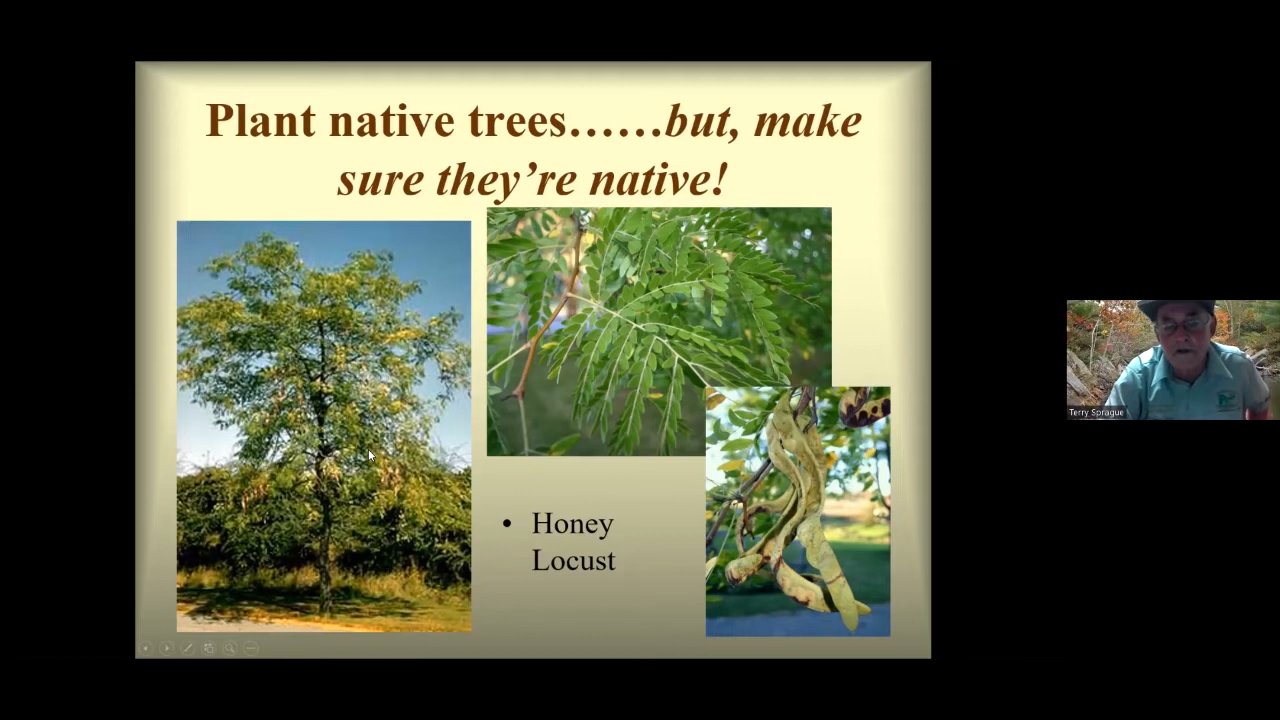 Plant native trees……but, make
sure they’re native!
• Honey
Locust
Terry Sprague